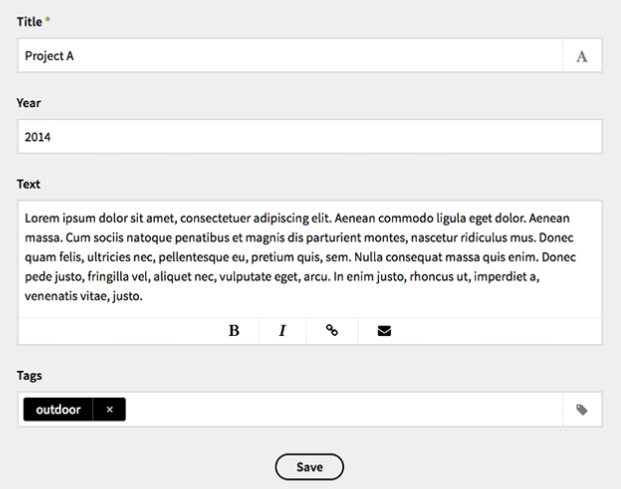 Title *
Project A
A
Year
2014
Text
Lorem ipsum dolor sit amet, consectetuer adipiscing elit. Aenean commodo ligula eget dolor. Aenean
massa. Cum sociis natoque penatibus et magnis dis parturient montes, nascetur ridiculus mus. Donec
quam felis, ultricies nec, pellentesque eu, pretium quis, sem. Nulla consequat massa quis enim. Donec
pede justo, fringilla vel, aliquet nec, vulputate eget, arcu. In enim justo, rhoncus ut, imperdiet a,
venenatis vitae, justo.
B I
Tags
outdoor ×
Save